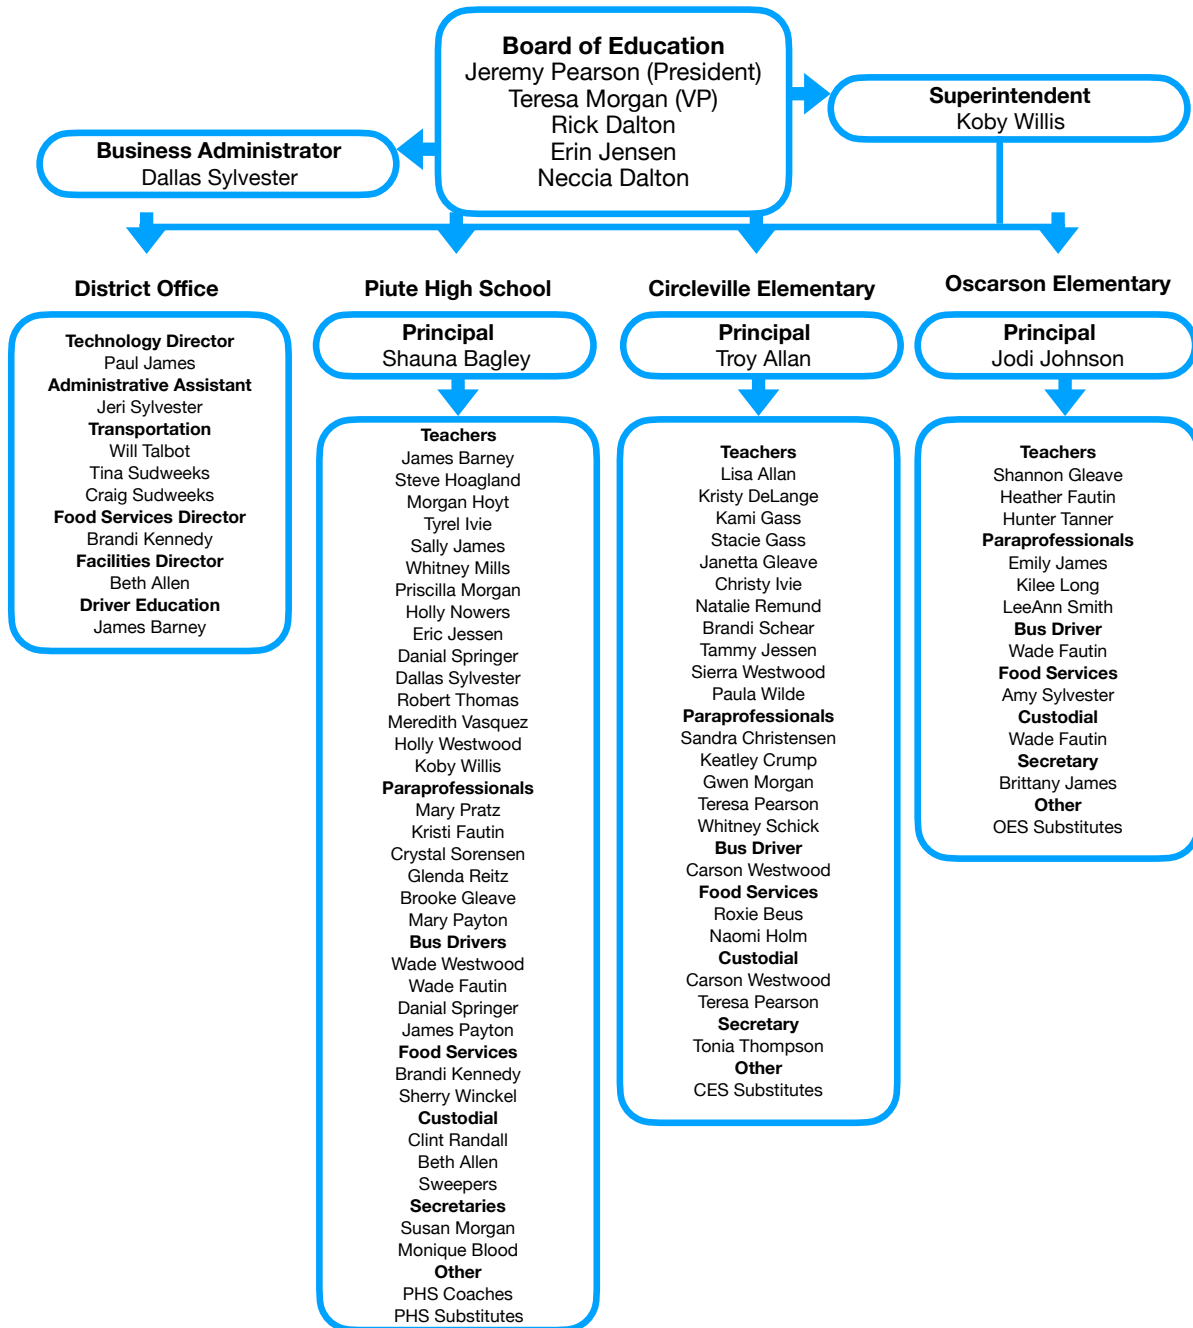 Board of Education
Jeremy Pearson (President)
Teresa Morgan (VP)
Rick Dalton
Erin Jensen
Neccia Dalton
Superintendent
Koby Willis
Business Administrator
Dallas Sylvester
District Office
Technology Director
Paul James
Administrative Assistant
Jeri Sylvester
Transportation
Will Talbot
Tina Sudweeks
Craig Sudweeks
Food Services Director
Brandi Kennedy
Facilities Director
Beth Allen
Driver Education
James Barney
Piute High School
Principal
Shauna Bagley
Teachers
James Barney
Steve Hoagland
Morgan Hoyt
Tyrel Ivie
Sally James
Whitney Mills
Priscilla Morgan
Holly Nowers
Eric Jessen
Danial Springer
Dallas Sylvester
Robert Thomas
Meredith Vasquez
Holly Westwood
Koby Willis
Paraprofessionals
Mary Pratz
Kristi Fautin
Crystal Sorensen
Glenda Reitz
Brooke Gleave
Mary Payton
Bus Drivers
Wade Westwood
Wade Fautin
Danial Springer
James Payton
Food Services
Brandi Kennedy
Sherry Winckel
Custodial
Clint Randall
Beth Allen
Sweepers
Secretaries
Susan Morgan
Monique Blood
Other
PHS Coaches
PHS Substitutes
Circleville Elementary
Principal
Troy Allan
Teachers
Lisa Allan
Kristy DeLange
Kami Gass
Stacie Gass
Janetta Gleave
Christy Ivie
Natalie Remund
Brandi Schear
Tammy Jessen
Sierra Westwood
Paula Wilde
Paraprofessionals
Sandra Christensen
Keatley Crump
Gwen Morgan
Teresa Pearson
Whitney Schick
Bus Driver
Carson Westwood
Food Services
Roxie Beus
Naomi Holm
Custodial
Carson Westwood
Teresa Pearson
Secretary
Tonia Thompson
Other
CES Substitutes
Oscarson Elementary
Principal
Jodi Johnson
Teachers
Shannon Gleave
Heather Fautin
Hunter Tanner
Paraprofessionals
Emily James
Kilee Long
LeeAnn Smith
Bus Driver
Wade Fautin
Food Services
Amy Sylvester
Custodial
Wade Fautin
Secretary
Brittany James
Other
OES Substitutes